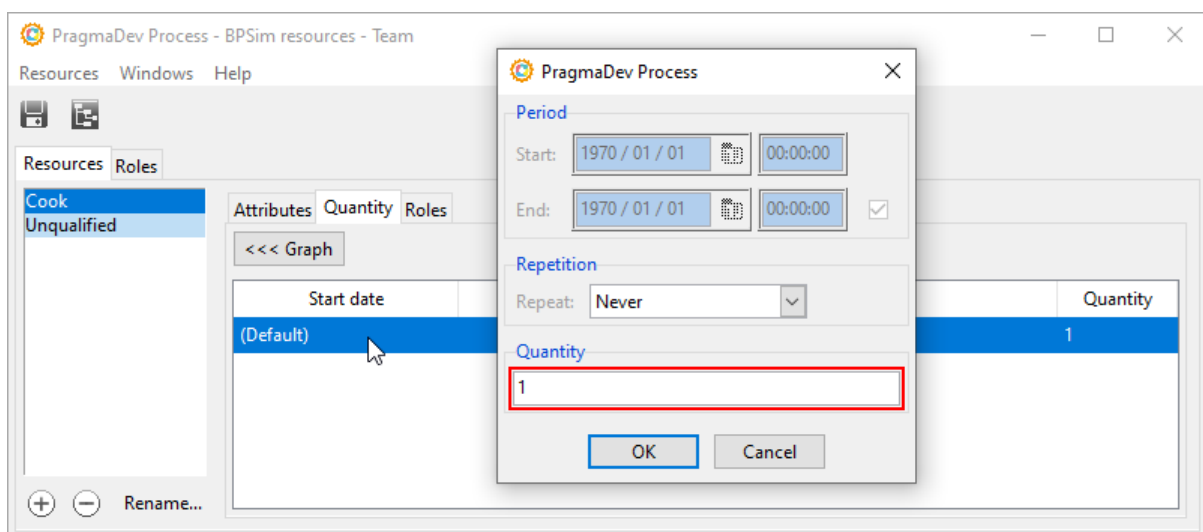 PragmaDev Process - BPSim resources - Team
Resources Windows Help
Resources Roles
Cook
Unqualified
Rename...
Attributes Quantity Roles
<<< Graph
Start date Quantity
(Default) 1
PragmaDev Process
Period
Start: 1970 / 01 / 01 00:00:00
End: 1970 / 01 / 01 00:00:00
Repetition
Repeat: Never
Quantity
1
OK Cancel